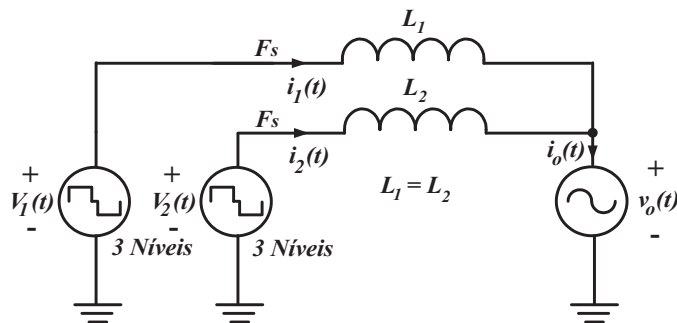 L1
Fs
i1(t)
L2
Fs
i2(t)
io(t)
L1 = L2
+
V1(t)
-
3 Níveis
+
V2(t)
-
3 Níveis
+
vo(t)
-